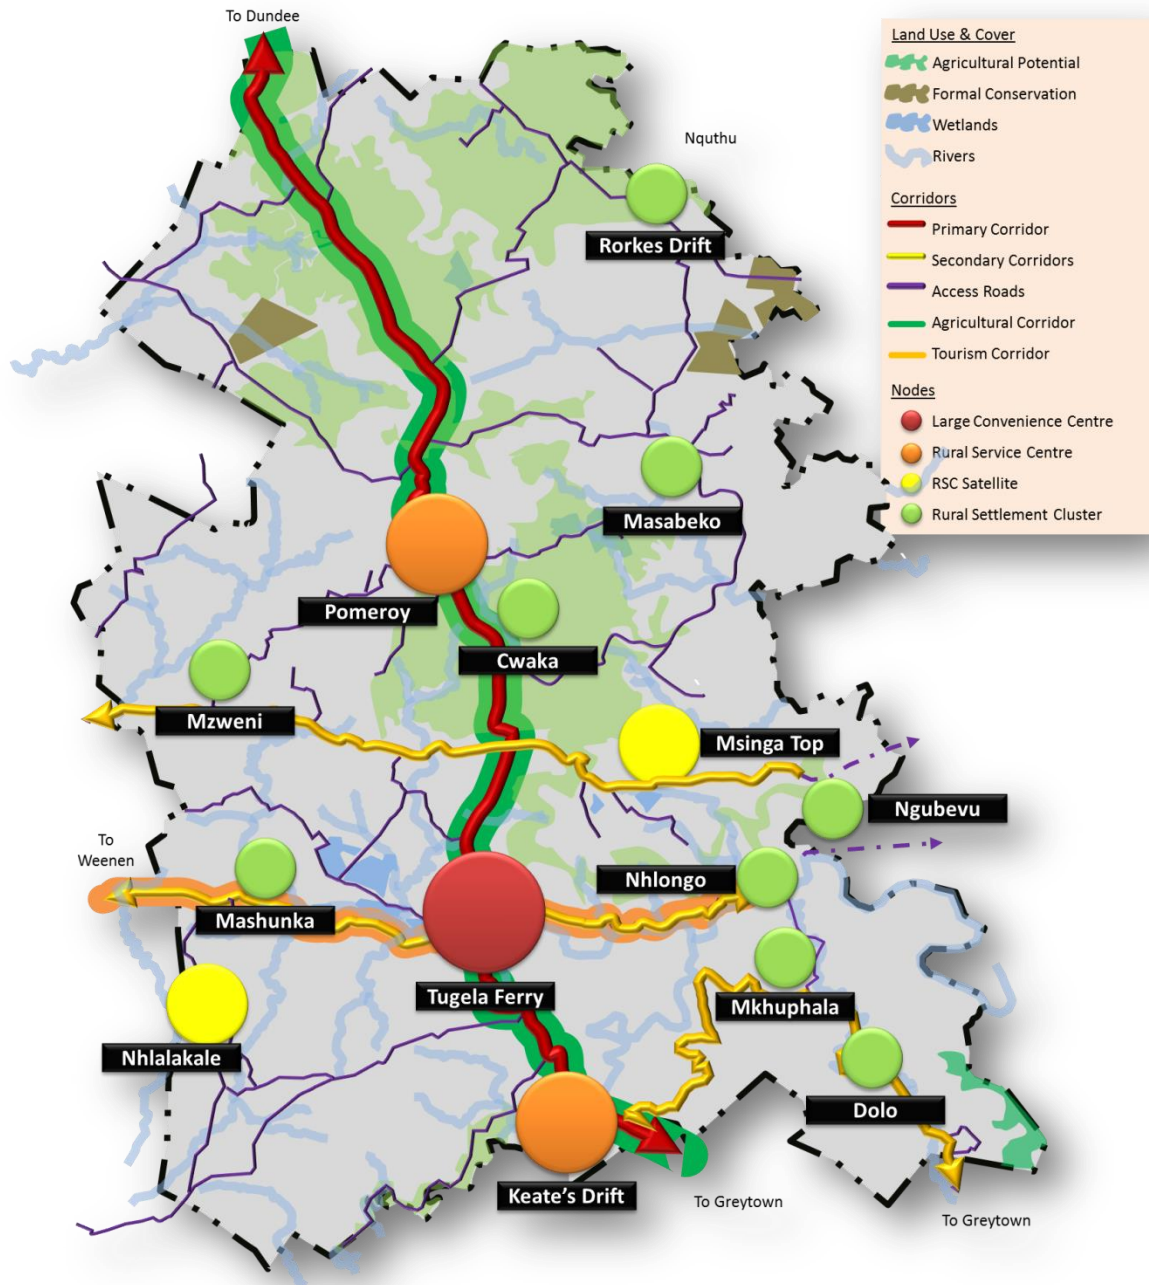 To Dundee
Land Use & Cover
Agricultural Potential
Formal Conservation
Wetlands
Rivers
Corridors
Primary Corridor
Secondary Corridors
Access Roads
Agricultural Corridor
Tourism Corridor
Nodes
Large Convenience Centre
Rural Service Centre
RSC Satellite
Rural Settlement Cluster
Nquthu
Rorkes Drift
Masabeko
Pomeroy
Cwaka
Mzweni
Msinga Top
Ngubevu
To
Weenen
Nhlongo
Mashunka
Tugela Ferry
Mkhuphala
Nhlalakale
Dolo
Keate's Drift
To Greytown
To Greytown